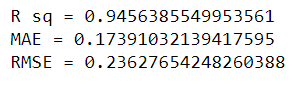 R sq = 0.9456385549953561
MAE = 0.17391032139417595
RMSE = 0.23627654248260388